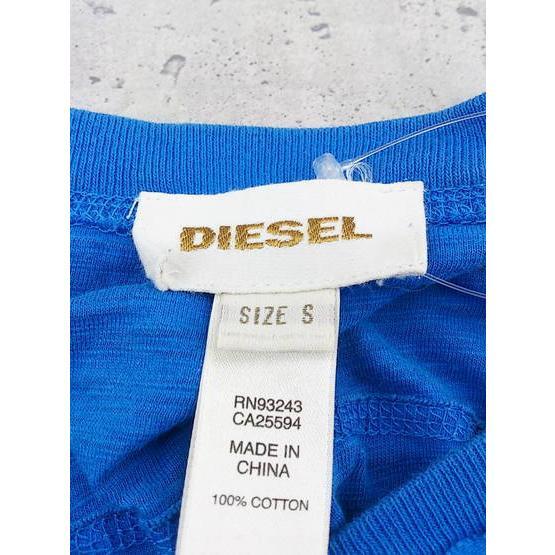 DIESEL
SIZE S
RN93243
CA25594
MADE IN
CHINA
100% COTTON